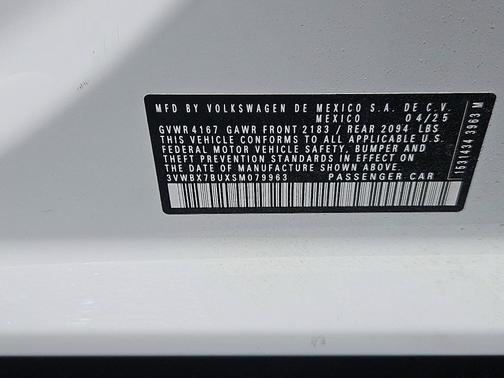 MFD BY VOLKSWAGEN DE MEXICO S.A. DE C.V.
MEXICO 04/25
GVWR 4167 GAWR FRONT 2183 / REAR 2094 LBS
THIS VEHICLE CONFORMS TO ALL APPLICABLE U.S.
FEDERAL MOTOR VEHICLE SAFETY, BUMPER AND
THEFT PREVENTION STANDARDS IN EFFECT ON
THE DATE OF MANUFACTURE SHOWN ABOVE.
3VWBX7BUXSM079963 PASSENGER CAR
1631434 3963 M